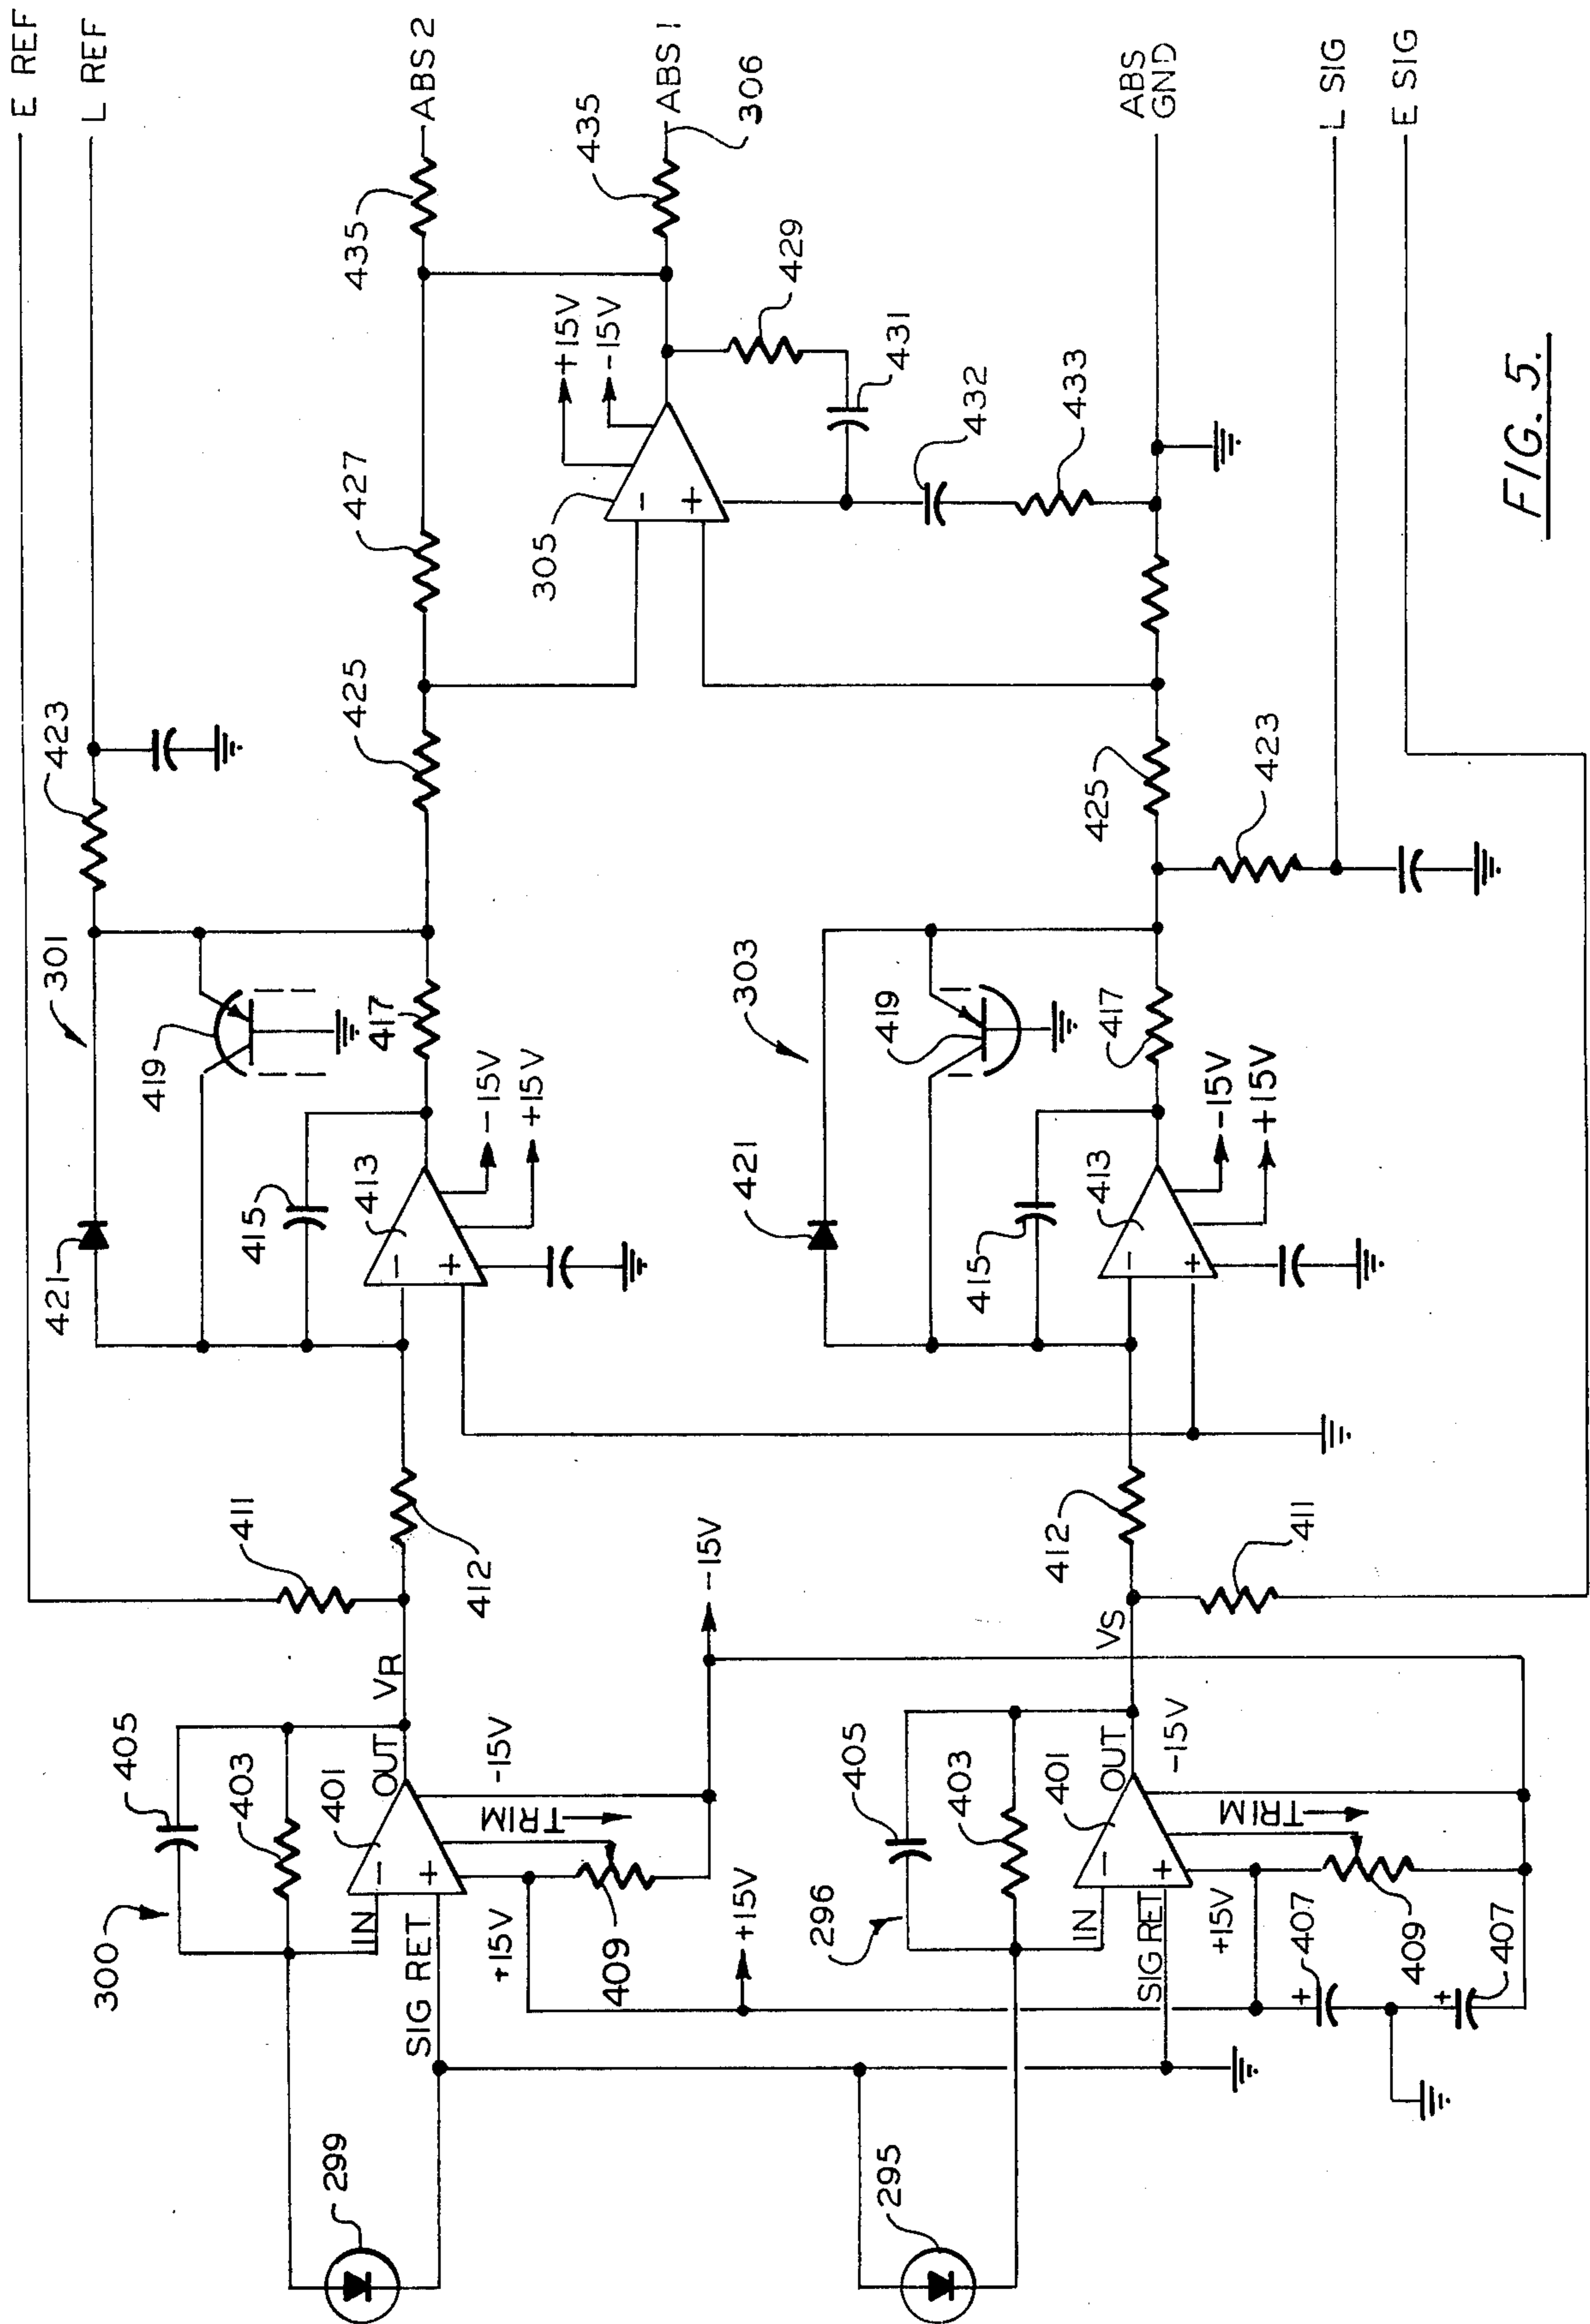 E REF
L REF
ABS 2
ABS 1
306
435
435
429
431
432
433
+15V
-15V
427
305
-
+
ABS
GND
L SIG
E SIG
423
425
425
423
301
419
417
-15V
+15V
421
415
413
-
+
303
419
417
-15V
+15V
421
415
413
-
+
411
412
412
411
-15V
VR
VS
405
403
401
OUT
-15V
TRIM
-
+
300
IN
SIG RET
+15V
409
+15V
405
403
401
OUT
-15V
TRIM
-
+
296
IN
SIG RET
+15V
407
409
407
+
+
299
295
FIG. 5.